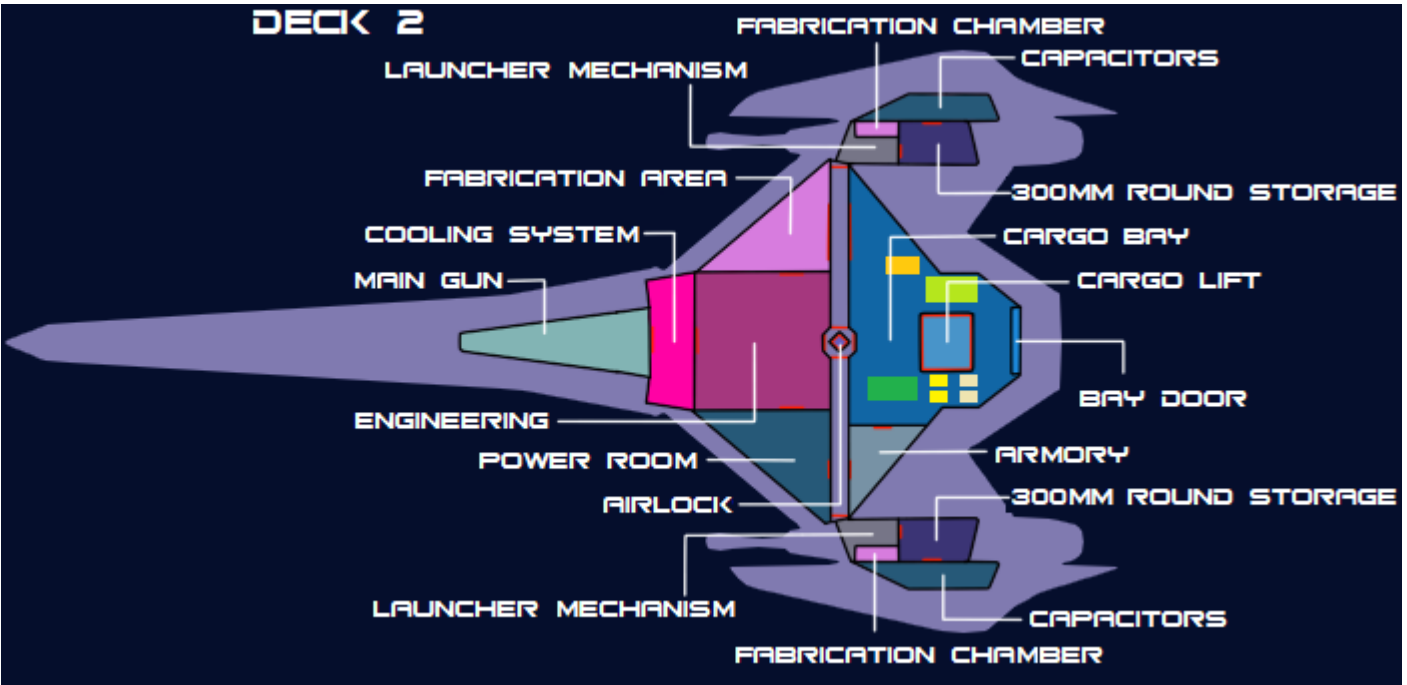 DECK 2
FABRICATION CHAMBER
CAPACITORS
LAUNCHER MECHANISM
FABRICATION AREA
300MM ROUND STORAGE
COOLING SYSTEM
CARGO BAY
MAIN GUN
CARGO LIFT
BAY DOOR
ENGINEERING
ARMORY
POWER ROOM
300MM ROUND STORAGE
AIRLOCK
LAUNCHER MECHANISM
CAPACITORS
FABRICATION CHAMBER